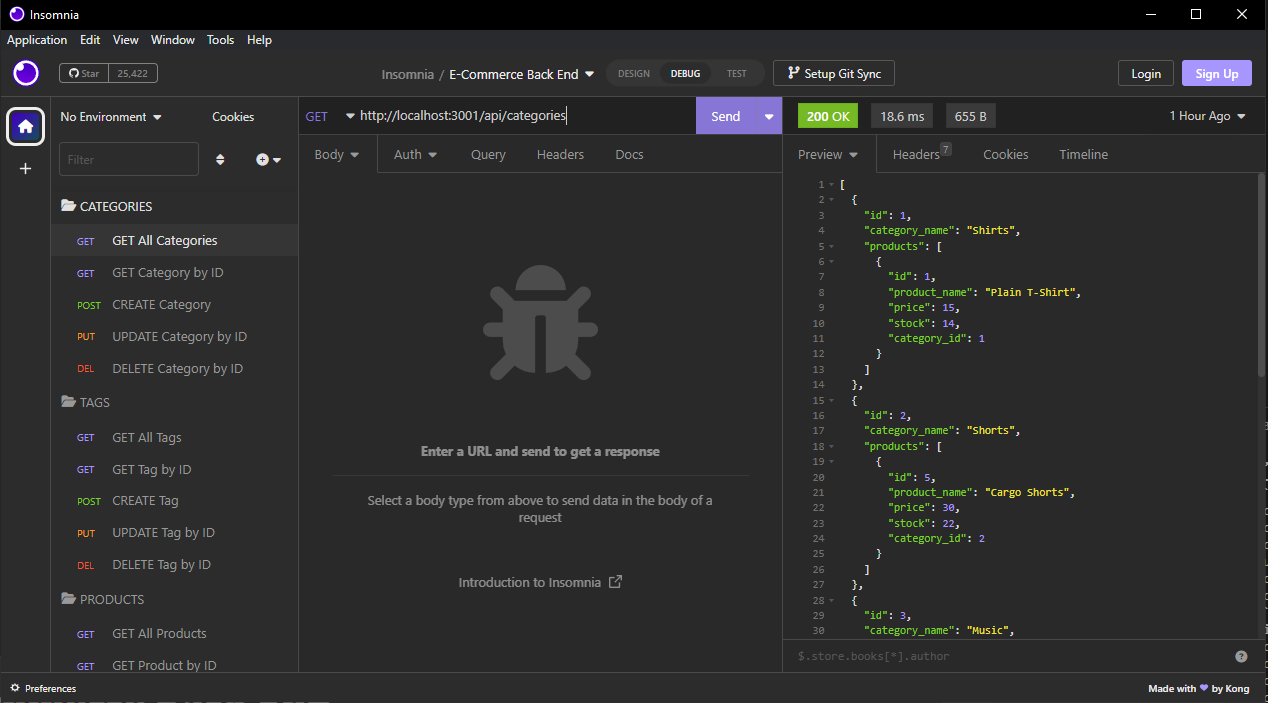 Insomnia
Application Edit View Window Tools Help
Star 25,422
Insomnia / E-Commerce Back End
DESIGN DEBUG TEST
Setup Git Sync
Login Sign Up
No Environment Cookies
Filter
CATEGORIES
GET GET All Categories
GET GET Category by ID
POST CREATE Category
PUT UPDATE Category by ID
DEL DELETE Category by ID
TAGS
GET GET All Tags
GET GET Tag by ID
POST CREATE Tag
PUT UPDATE Tag by ID
DEL DELETE Tag by ID
PRODUCTS
GET GET All Products
GET GET Product by ID
GET http://localhost:3001/api/categories Send
Body Auth Query Headers Docs
Enter a URL and send to get a response
Select a body type from above to send data in the body of a
request
Introduction to Insomnia
200 OK 18.6 ms 655 B 1 Hour Ago
Preview Headers 7 Cookies Timeline
1 [
2 {
3 "id": 1,
4 "category_name": "Shirts",
5 "products": [
6 {
7 "id": 1,
8 "product_name": "Plain T-Shirt",
9 "price": 15,
10 "stock": 14,
11 "category_id": 1
12 }
13 ]
14 },
15 {
16 "id": 2,
17 "category_name": "Shorts",
18 "products": [
19 {
20 "id": 5,
21 "product_name": "Cargo Shorts",
22 "price": 30,
23 "stock": 22,
24 "category_id": 2
25 }
26 ]
27 },
28 {
29 "id": 3,
30 "category_name": "Music",
$.store.books[*].author
Preferences
Made with by Kong